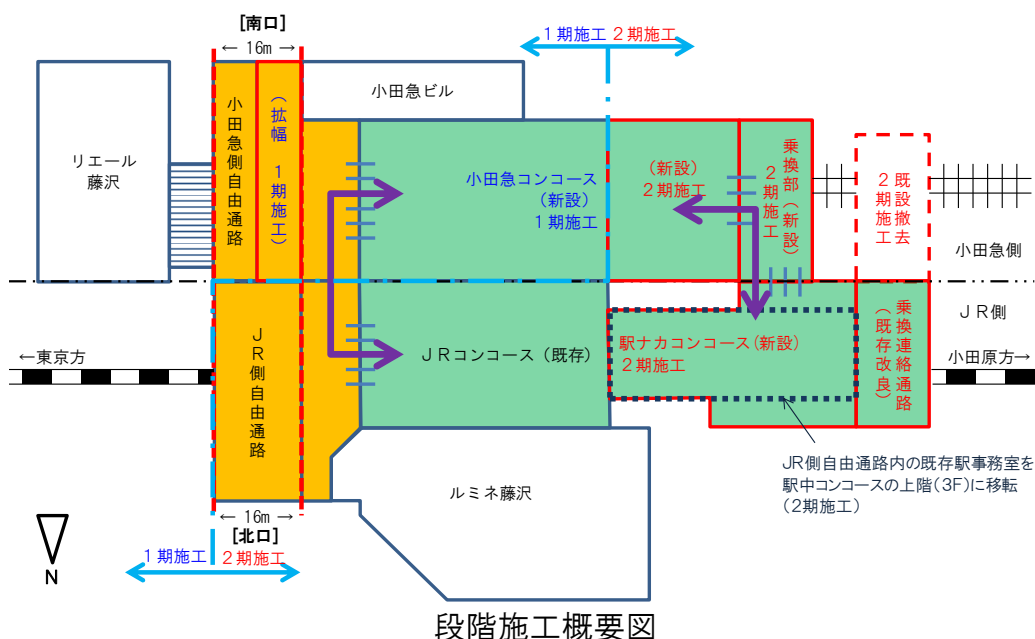 [南口]
← 16m →
1期施工 2期施工
リエール
藤沢
小田急側自由通路
(拡幅 1期施工)
小田急ビル
小田急コンコース
(新設)
1期施工
(新設)
2期施工
乗換部(新設)
2期施工
既設撤去
2期施工
小田急側
JR側
←東京方
小田原方→
JR側自由通路
JRコンコース(既存)
駅ナカコンコース(新設)
2期施工
乗換連絡通路
(既存改良)
ルミネ藤沢
JR側自由通路内の既存駅事務室を
駅中コンコースの上階(3F)に移転
(2期施工)
← 16m →
[北口]
1期施工 2期施工
N
段階施工概要図